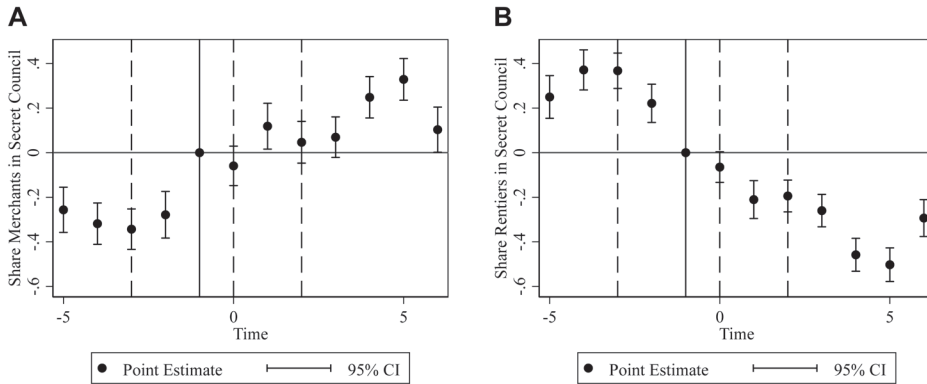 A
Share Merchants in Secret Council
.4
.2
0
-.2
-.4
-.6
-5
0
5
Time
Point Estimate
95% CI
B
Share Rentiers in Secret Council
.4
.2
0
-.2
-.4
-.6
-5
0
5
Time
Point Estimate
95% CI